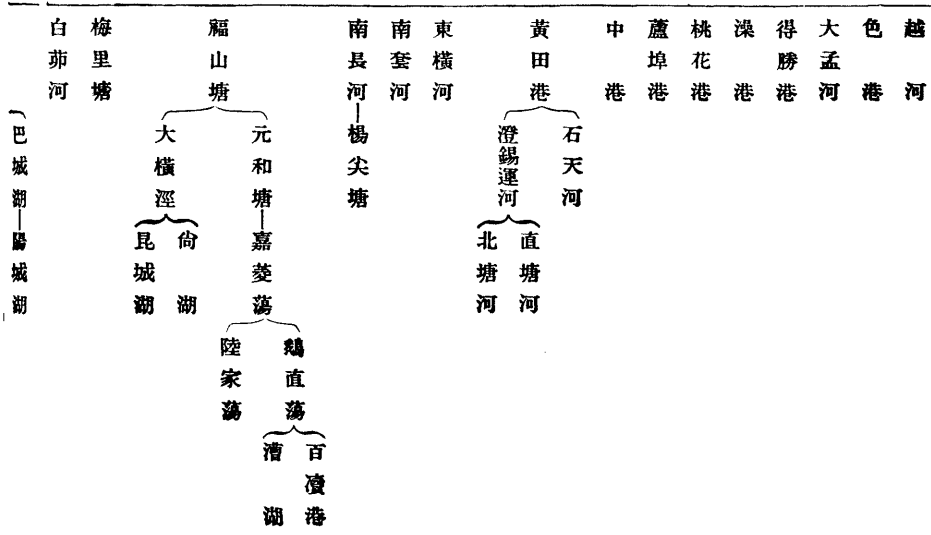 越河
色港
大孟河
得勝港
澡港
桃花港
蘆埠港
中港
黃田港
石天河
澄錫運河
直塘河
北塘河
東橫河
南套河
南長河
楊尖塘
福山塘
元和塘
嘉菱蕩
鵝直蕩
百瀆港
漕湖
陸家蕩
大橫涇
尙湖
昆城湖
梅里塘
白茆河
巴城湖
陽城湖